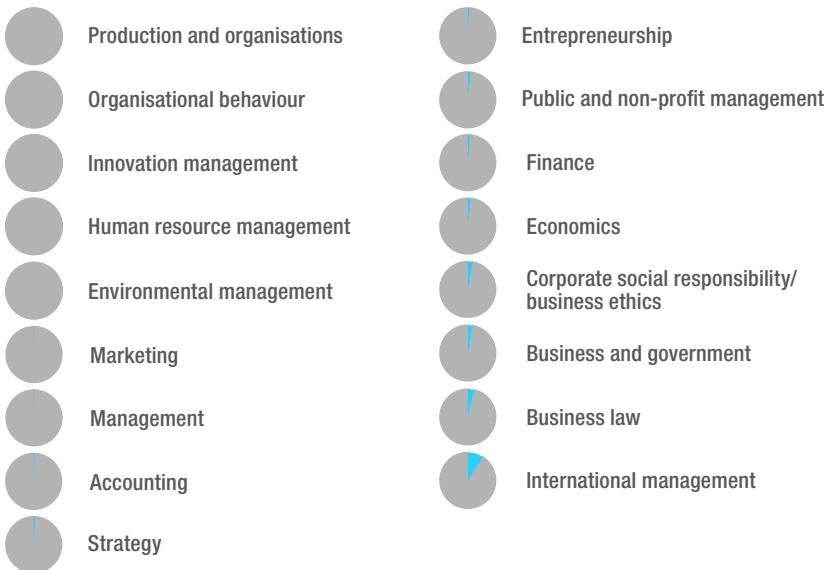 Production and organisations
Organisational behaviour
Innovation management
Human resource management
Environmental management
Marketing
Management
Accounting
Strategy
Entrepreneurship
Public and non-profit management
Finance
Economics
Corporate social responsibility/
business ethics
Business and government
Business law
International management